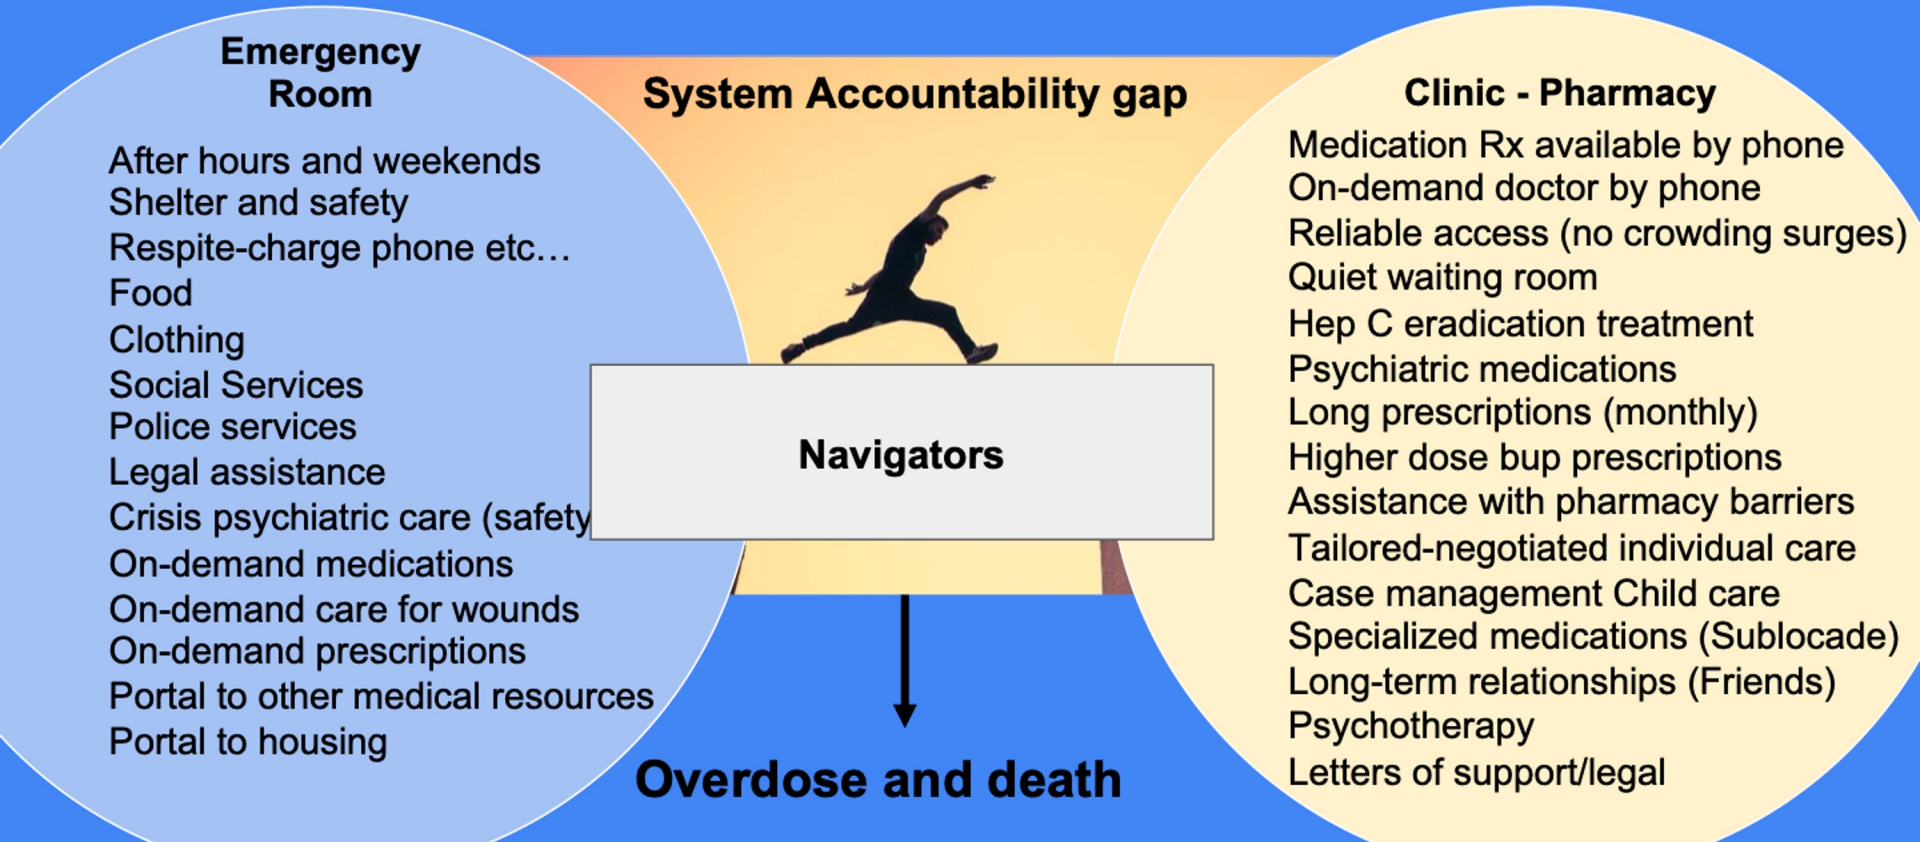 Emergency
Room
After hours and weekends
Shelter and safety
Respite-charge phone etc…
Food
Clothing
Social Services
Police services
Legal assistance
Crisis psychiatric care (safety
On-demand medications
On-demand care for wounds
On-demand prescriptions
Portal to other medical resources
Portal to housing
System Accountability gap
Navigators
Overdose and death
Clinic - Pharmacy
Medication Rx available by phone
On-demand doctor by phone
Reliable access (no crowding surges)
Quiet waiting room
Hep C eradication treatment
Psychiatric medications
Long prescriptions (monthly)
Higher dose bup prescriptions
Assistance with pharmacy barriers
Tailored-negotiated individual care
Case management Child care
Specialized medications (Sublocade)
Long-term relationships (Friends)
Psychotherapy
Letters of support/legal